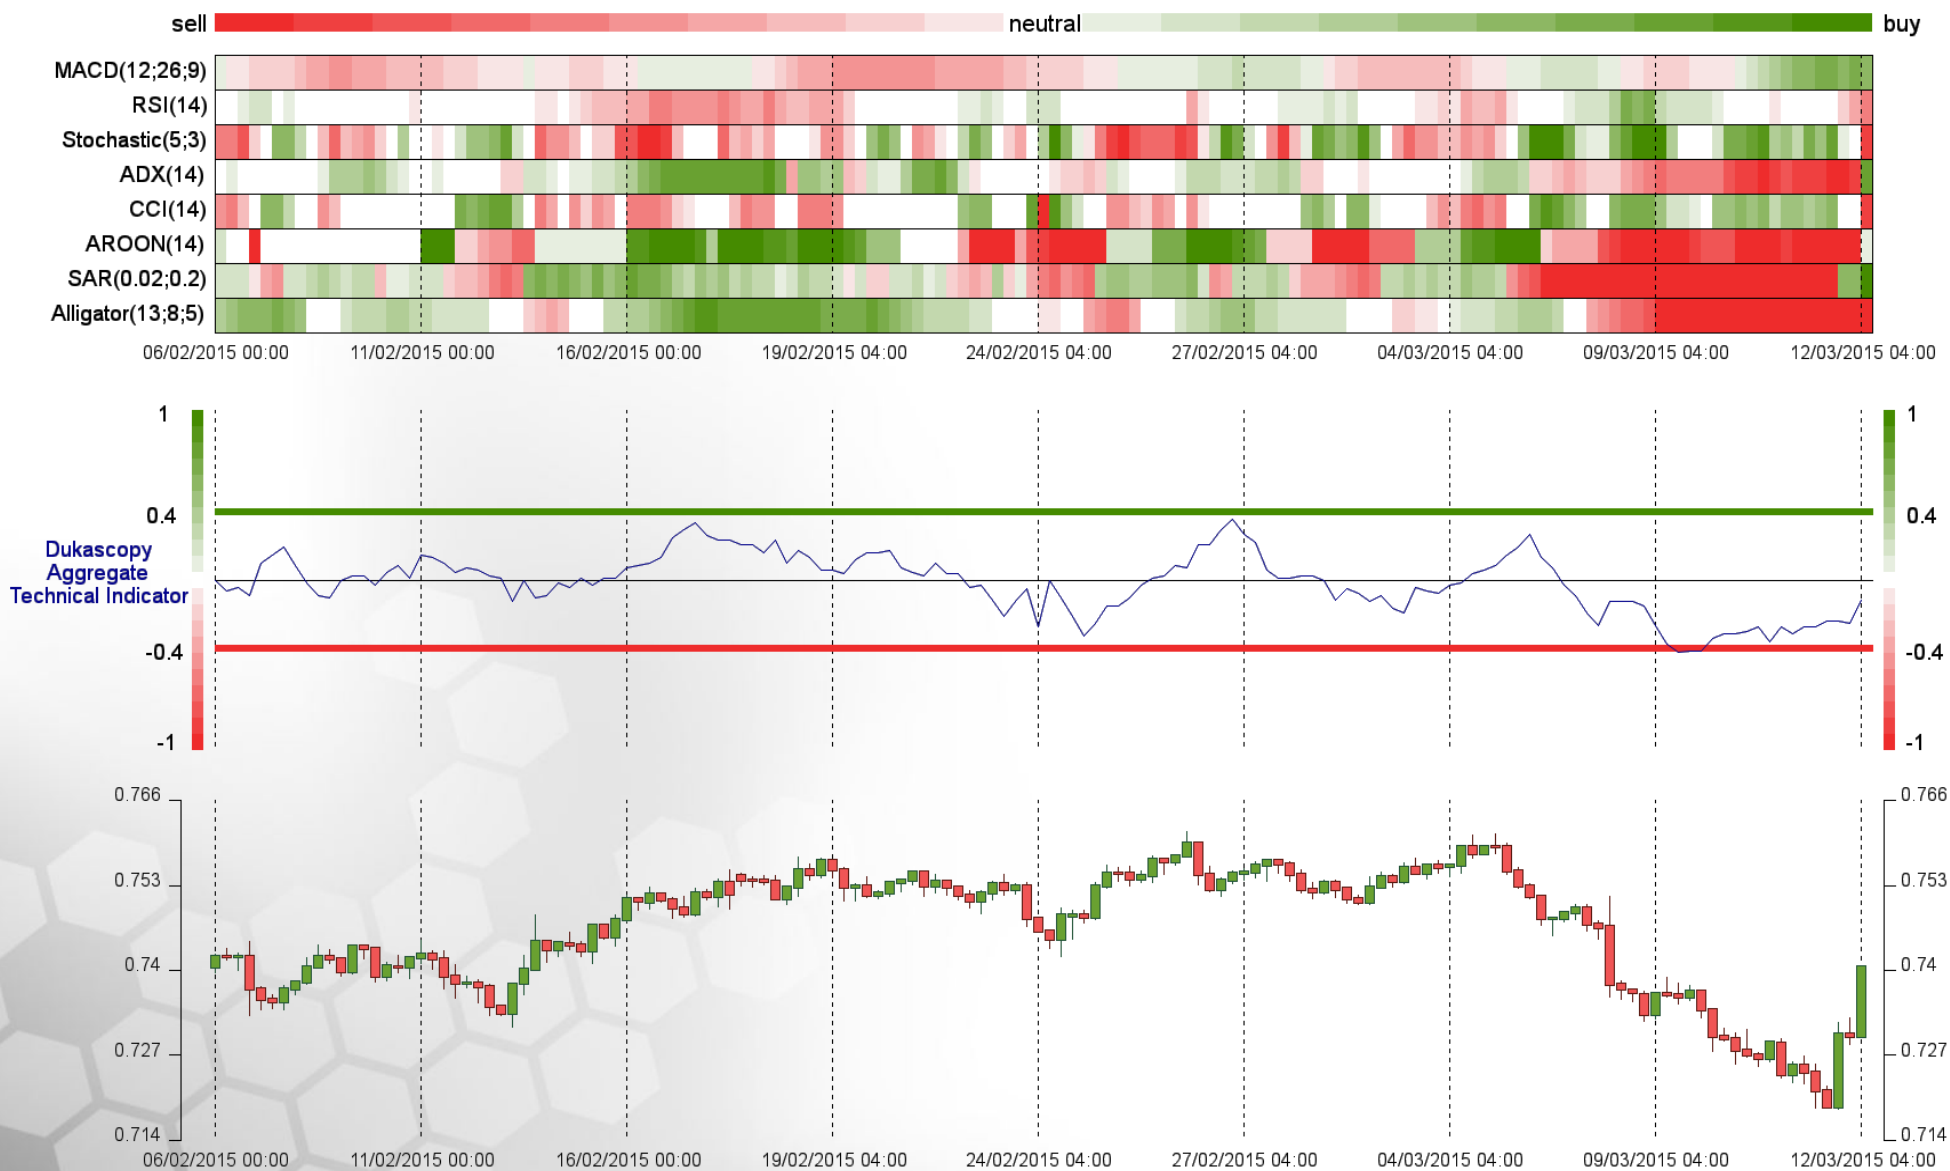 sell neutral buy
MACD(12;26;9)
RSI(14)
Stochastic(5;3)
ADX(14)
CCI(14)
AROON(14)
SAR(0.02;0.2)
Alligator(13;8;5)
06/02/2015 00:00 11/02/2015 00:00 16/02/2015 00:00 19/02/2015 04:00 24/02/2015 04:00 27/02/2015 04:00 04/03/2015 04:00 09/03/2015 04:00 12/03/2015 04:00
1 1
0.4 0.4
Dukascopy
Aggregate
Technical Indicator
-0.4 -0.4
-1 -1
0.766 0.766
0.753 0.753
0.74 0.74
0.727 0.727
0.714 0.714
06/02/2015 00:00 11/02/2015 00:00 16/02/2015 00:00 19/02/2015 04:00 24/02/2015 04:00 27/02/2015 04:00 04/03/2015 04:00 09/03/2015 04:00 12/03/2015 04:00